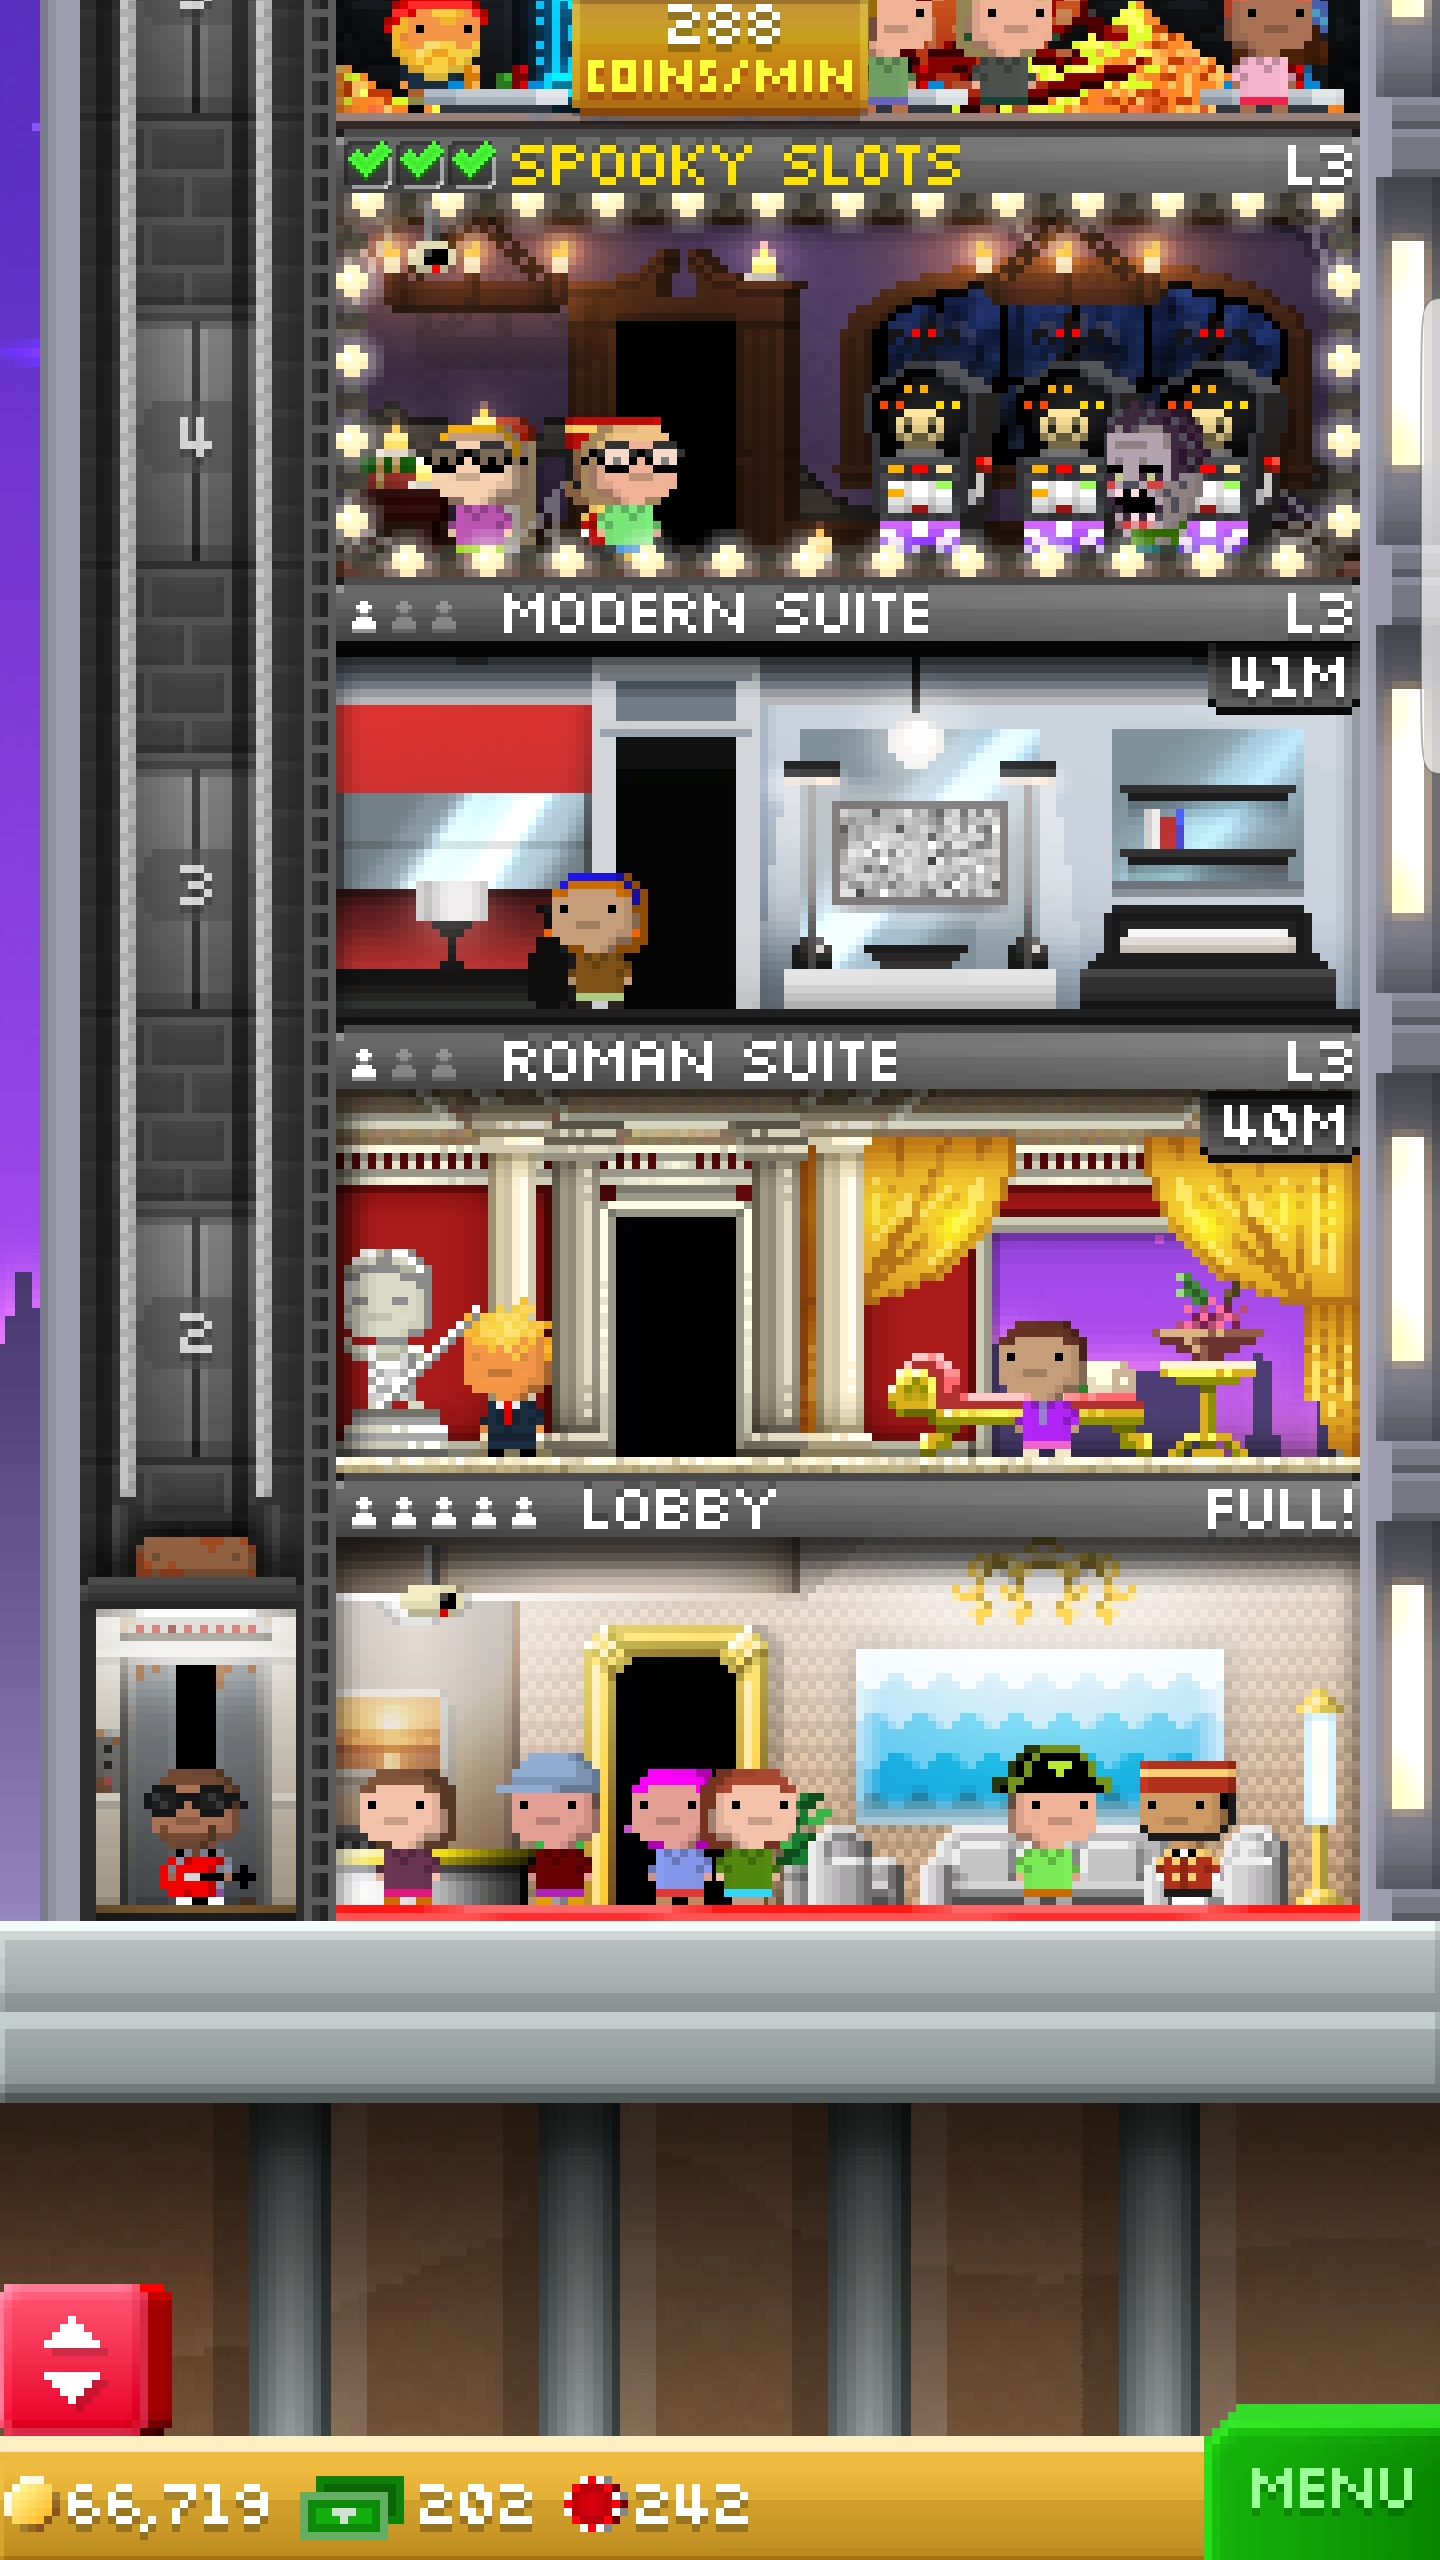 288
COINS/MIN
SPOOKY SLOTS L3
4
MODERN SUITE L3
41M
3
ROMAN SUITE L3
40M
2
LOBBY FULL!
66,719 202 242 MENU